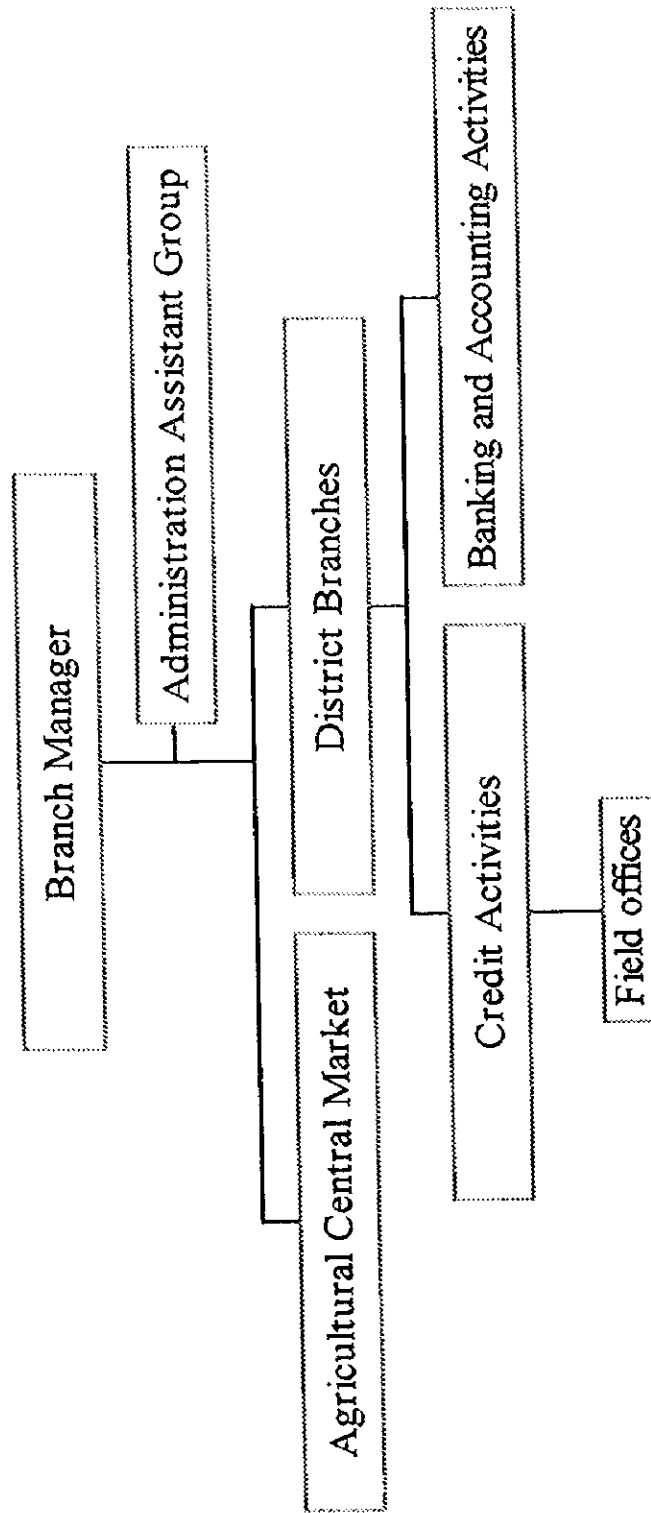 Branch Manager
Administration Assistant Group
Agricultural Central Market
District Branches
Credit Activities
Banking and Accounting Activities
Field offices